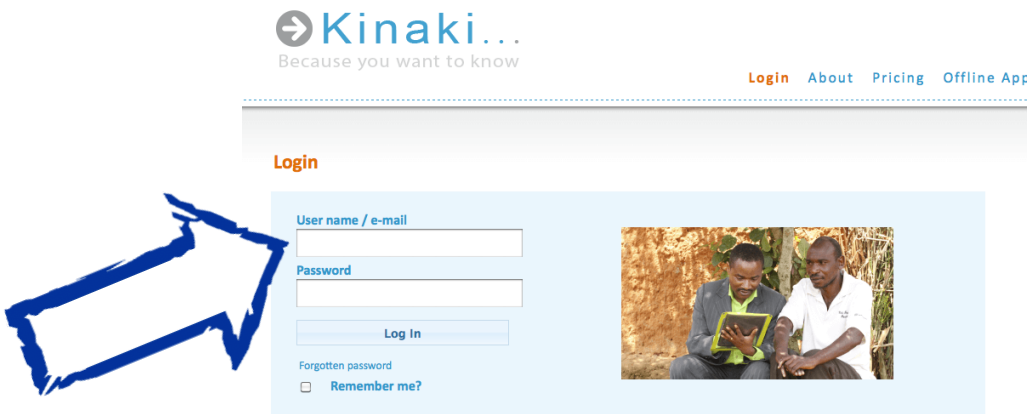 Kinaki...
Because you want to know
Login About Pricing Offline App
Login
User name / e-mail
Password
Log In
Forgotten password
Remember me?